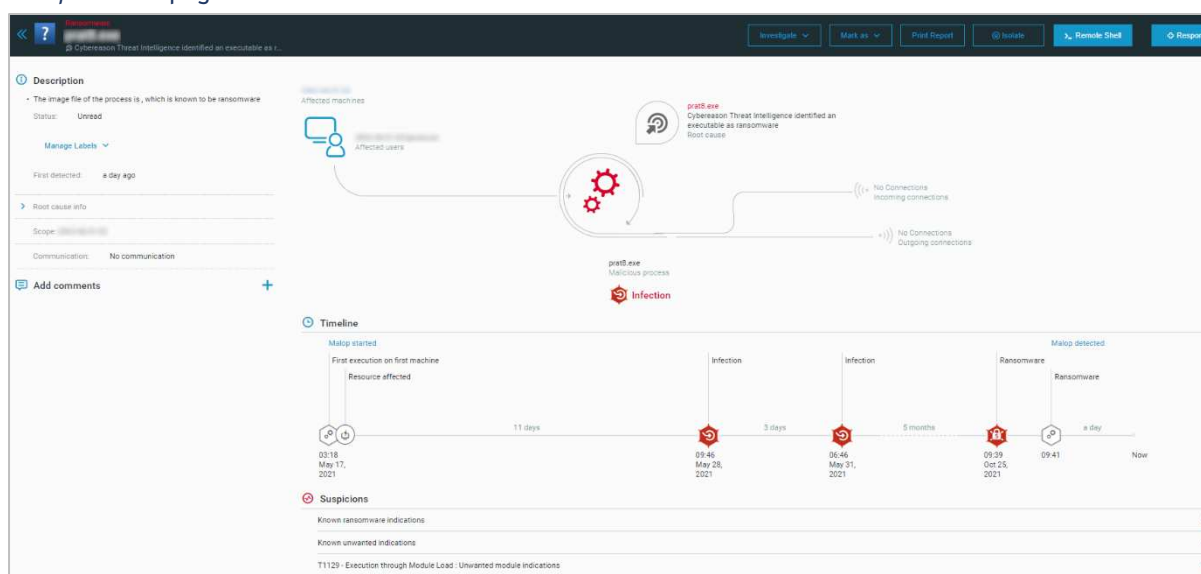 Ransomware
Cybereason Threat Intelligence identified an executable as r...
Investigate
Mark as
Print Report
Isolate
Remote Shell
Respon
Description
The image file of the process is , which is known to be ransomware
Status: Unread
Manage Labels
First detected: a day ago
Root cause info
Scope:
Communication: No communication
Add comments
Affected machines
Affected users
prat8.exe
Cybereason Threat Intelligence identified an
executable as ransomware
Root cause
No Connections
Incoming connections
No Connections
Outgoing connections
prat8.exe
Malicious process
Infection
Timeline
Malop started
Malop detected
First execution on first machine
Infection
Infection
Ransomware
Resource affected
Ransomware
11 days
3 days
5 months
a day
03:18
May 17,
2021
09:46
May 28,
2021
06:46
May 31,
2021
09:39
Oct 25,
2021
09:41
Now
Suspicions
Known ransomware indications
Known unwanted indications
T1129 - Execution through Module Load : Unwanted module indications